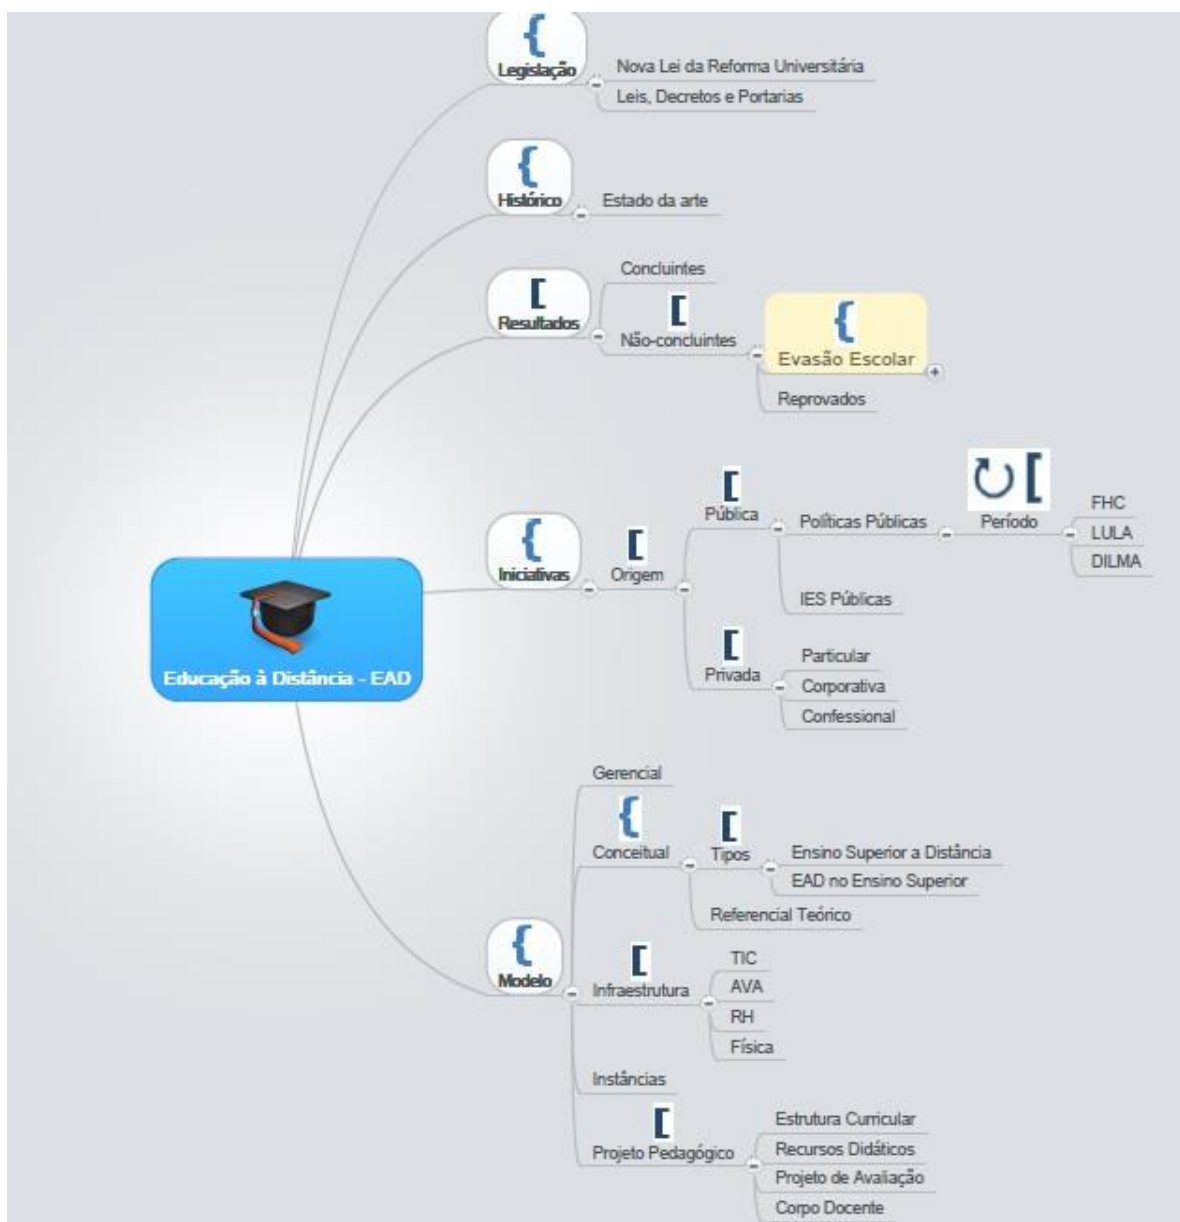 Legislação
Nova Lei da Reforma Universitária
Leis, Decretos e Portarias
Histórico
Estado da arte
Resultados
Concluintes
Não-concluintes
Evasão Escolar
Reprovados
Educação à Distância - EAD
Iniciativas
Origem
Pública
Políticas Públicas
Período
FHC
LULA
DILMA
IES Públicas
Privada
Particular
Corporativa
Confessional
Modelo
Gerencial
Conceitual
Tipos
Ensino Superior a Distância
EAD no Ensino Superior
Referencial Teórico
Infraestrutura
TIC
AVA
RH
Física
Instâncias
Projeto Pedagógico
Estrutura Curricular
Recursos Didáticos
Projeto de Avaliação
Corpo Docente